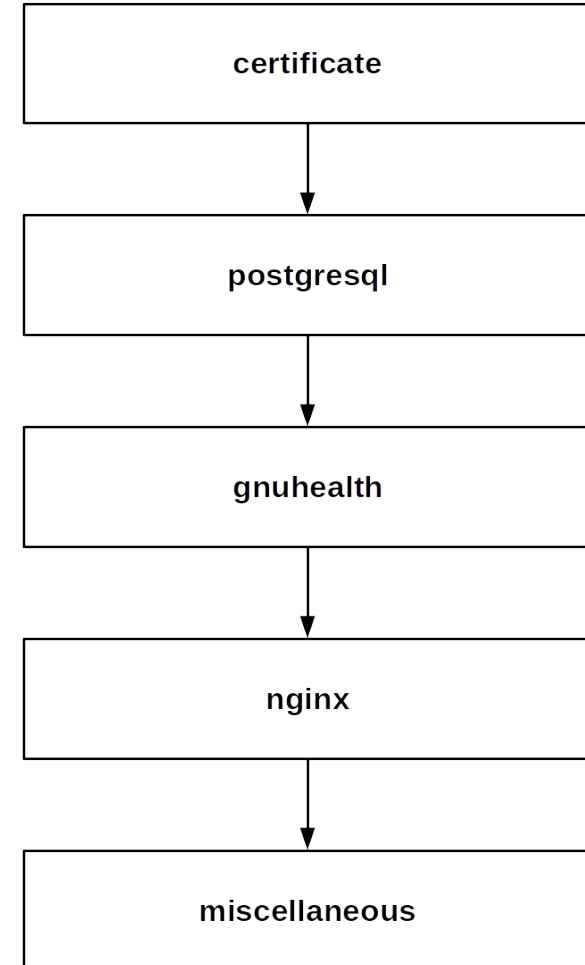 certificate
postgresql
gnuhealth
nginx
miscellaneous